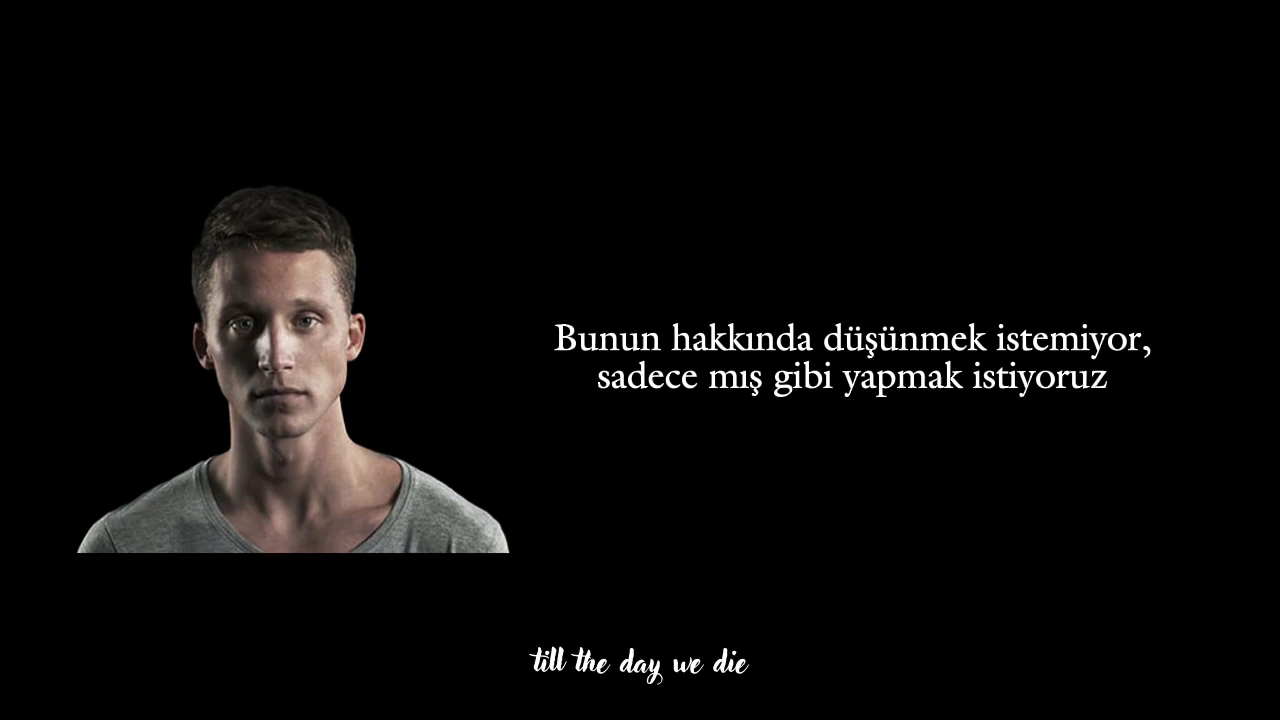 Bunun hakkında düşünmek istemiyor,
sadece mış gibi yapmak istiyoruz
till the day we die